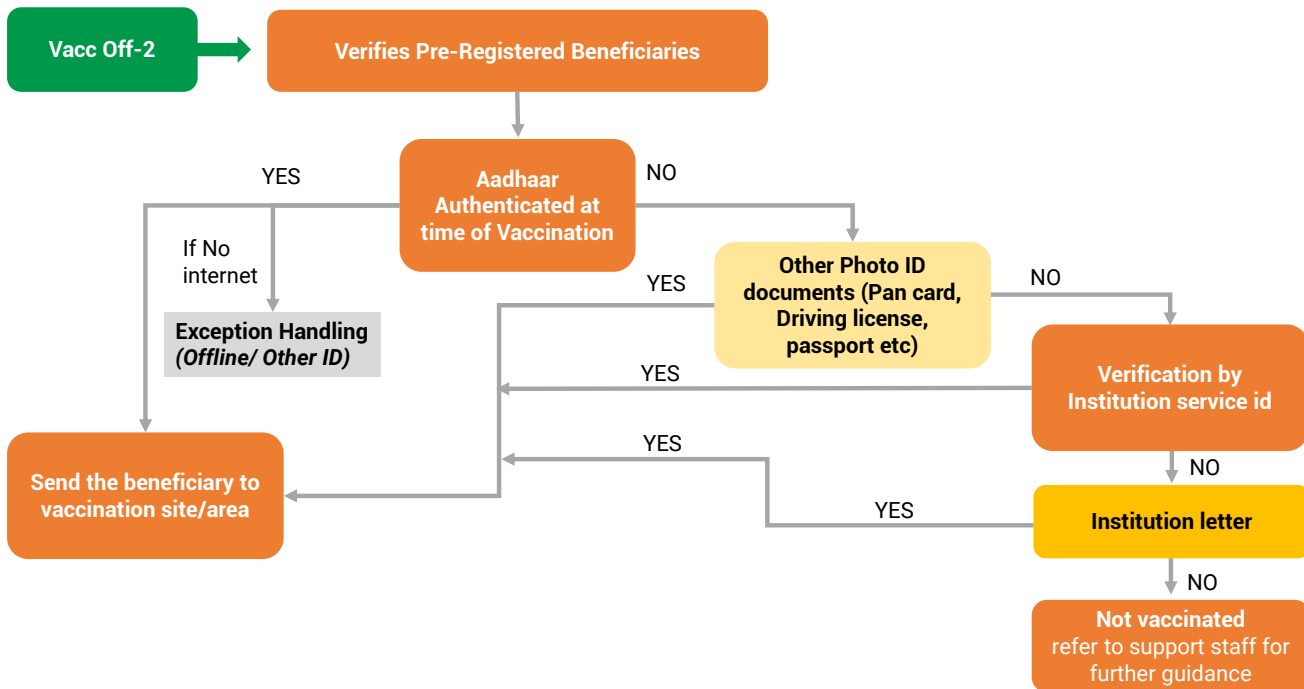 Vacc Off-2
Verifies Pre-Registered Beneficiaries
YES
Aadhaar
Authenticated at
time of Vaccination
NO
If No
internet
Exception Handling
(Offline/ Other ID)
YES
Other Photo ID
documents (Pan card,
Driving license,
passport etc)
NO
YES
Verification by
Institution service id
YES
NO
Send the beneficiary to
vaccination site/area
YES
Institution letter
NO
Not vaccinated
refer to support staff for
further guidance